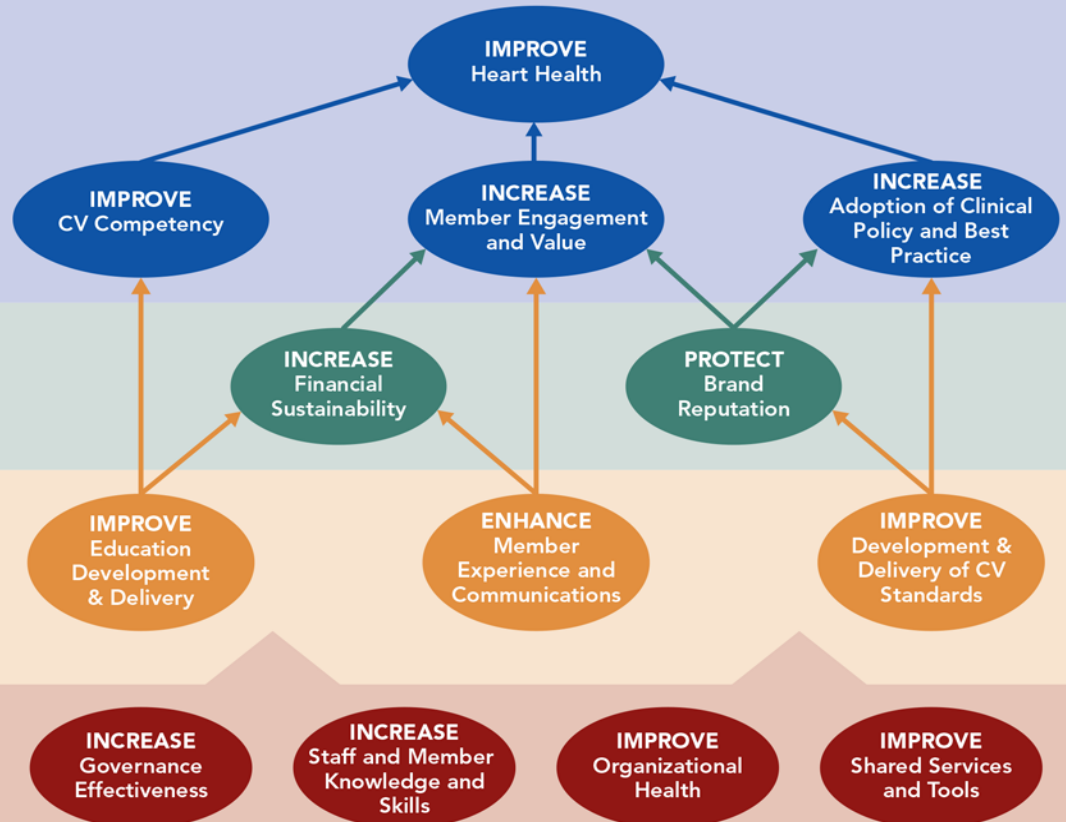 IMPROVE
Heart Health
IMPROVE
CV Competency
INCREASE
Member Engagement
and Value
INCREASE
Adoption of Clinical
Policy and Best
Practice
INCREASE
Financial
Sustainability
PROTECT
Brand
Reputation
IMPROVE
Education
Development
& Delivery
ENHANCE
Member
Experience and
Communications
IMPROVE
Development &
Delivery of CV
Standards
INCREASE
Governance
Effectiveness
INCREASE
Staff and Member
Knowledge and
Skills
IMPROVE
Organizational
Health
IMPROVE
Shared Services
and Tools